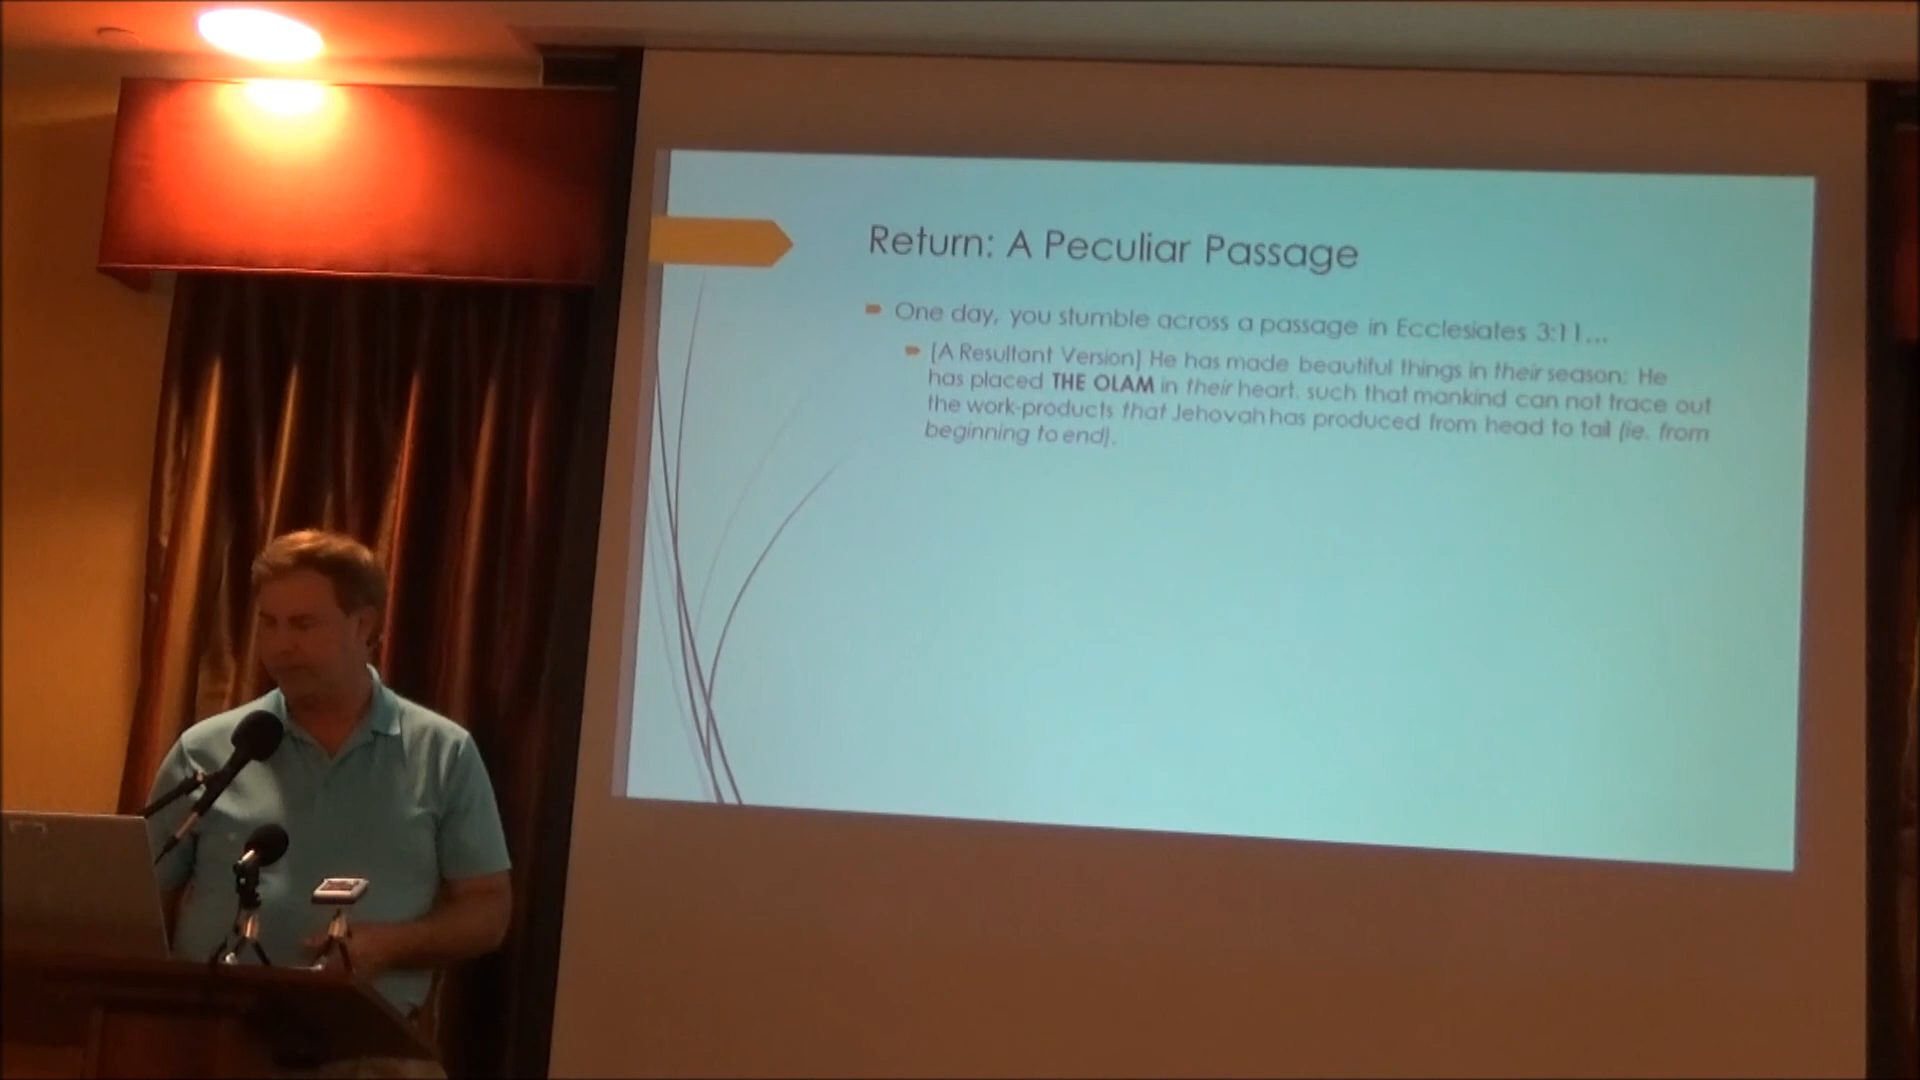 Return: A Peculiar Passage
One day, you stumble across a passage in Ecclesiates 3:11...
[A Resultant Version] He has made beautiful things in their season: He
has placed THE OLAM in their heart, such that mankind can not trace out
the work-products that Jehovah has produced from head to tail (ie. from
beginning to end).